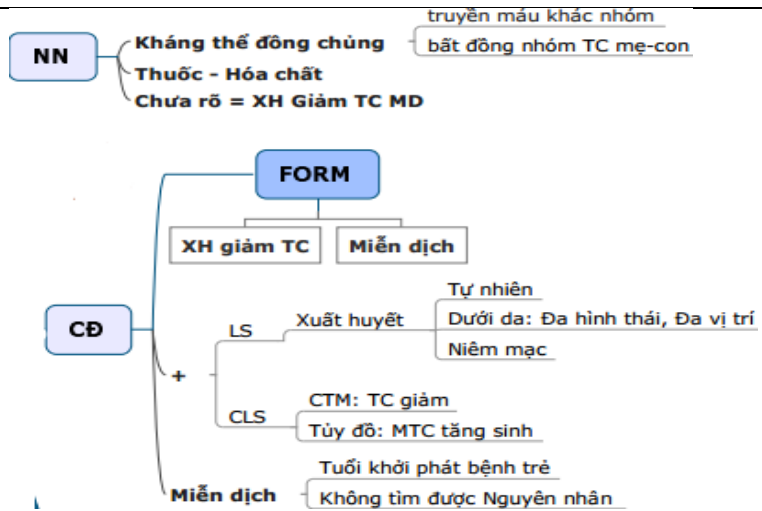 truyền máu khác nhóm
NN
Kháng thể đồng chủng
bất đồng nhóm TC mẹ-con
Thuốc - Hóa chất
Chưa rõ = XH Giảm TC MD
FORM
XH giảm TC
Miễn dịch
CĐ
+
LS
Xuất huyết
Tự nhiên
Dưới da: Đa hình thái, Đa vị trí
Niêm mạc
CLS
CTM: TC giảm
Tủy đồ: MTC tăng sinh
Miễn dịch
Tuổi khởi phát bệnh trẻ
Không tìm được Nguyên nhân